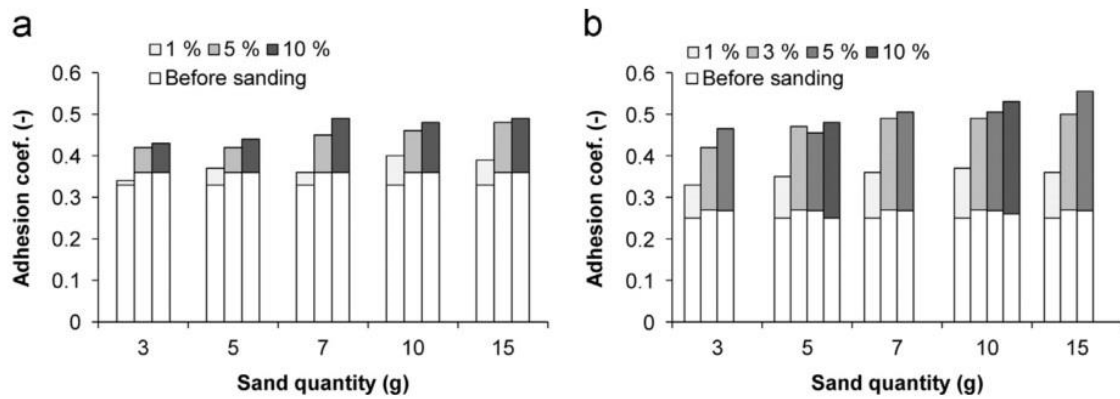 a
1 % 5 % 10 %
Before sanding
0.6
0.5
0.4
0.3
0.2
0.1
0
Adhesion coef. (-)
3 5 7 10 15
Sand quantity (g)
b
1 % 3 % 5 % 10 %
Before sanding
0.6
0.5
0.4
0.3
0.2
0.1
0
Adhesion coef. (-)
3 5 7 10 15
Sand quantity (g)